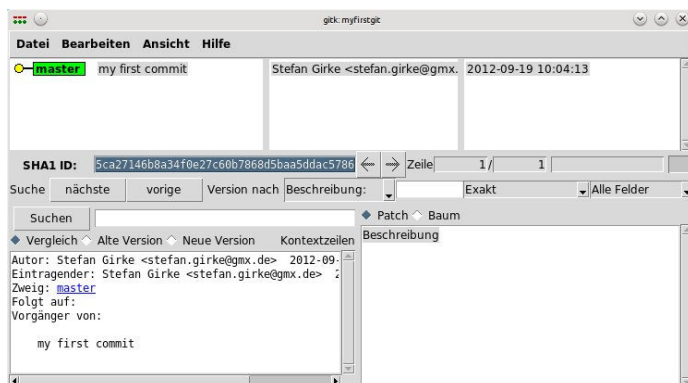 gitk: myfirstgit
Datei Bearbeiten Ansicht Hilfe
master my first commit Stefan Girke <stefan.girke@gmx. 2012-09-19 10:04:13
SHA1 ID: 5ca27146b8a34f0e27c60b7868d5baa5ddac5786 Zeile 1/ 1
Suche nächste vorige Version nach Beschreibung: Exakt Alle Felder
Suchen
Patch Baum
Vergleich Alte Version Neue Version Kontextzeilen
Beschreibung
Autor: Stefan Girke <stefan.girke@gmx.de> 2012-09-
Eintragender: Stefan Girke <stefan.girke@gmx.de> 2
Zweig: master
Folgt auf:
Vorgänger von:
my first commit